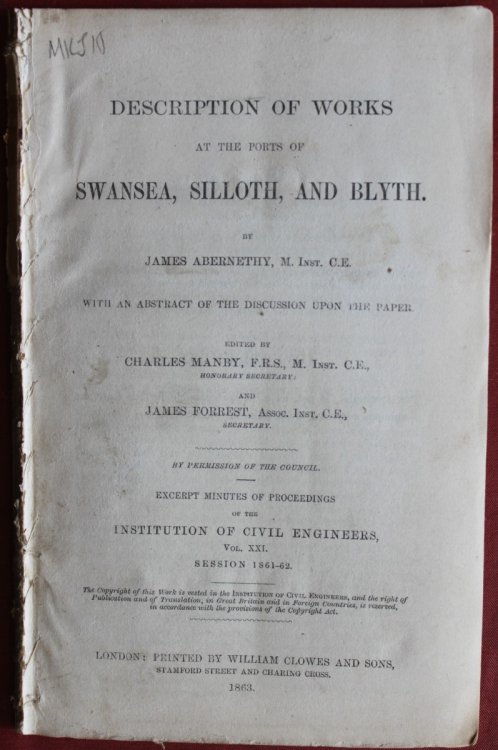 DESCRIPTION OF WORKS
AT THE PORTS OF
SWANSEA, SILLOTH, AND BLYTH.
BY
JAMES ABERNETHY, M. INST. C.E.
WITH AN ABSTRACT OF THE DISCUSSION UPON THE PAPER.
EDITED BY
CHARLES MANBY, F.R.S., M. INST. C.E.,
HONORARY SECRETARY;
AND
JAMES FORREST, ASSOC. INST. C.E.,
SECRETARY.
BY PERMISSION OF THE COUNCIL.
EXCERPT MINUTES OF PROCEEDINGS
OF THE
INSTITUTION OF CIVIL ENGINEERS,
VOL. XXI.
SESSION 1861-62.
The Copyright of this Work is vested in the INSTITUTION OF CIVIL ENGINEERS, and the right of
Publication and of Translation, in Great Britain and in Foreign Countries, is reserved,
in accordance with the provisions of the Copyright Act.
LONDON: PRINTED BY WILLIAM CLOWES AND SONS,
STAMFORD STREET AND CHARING CROSS.
1863.